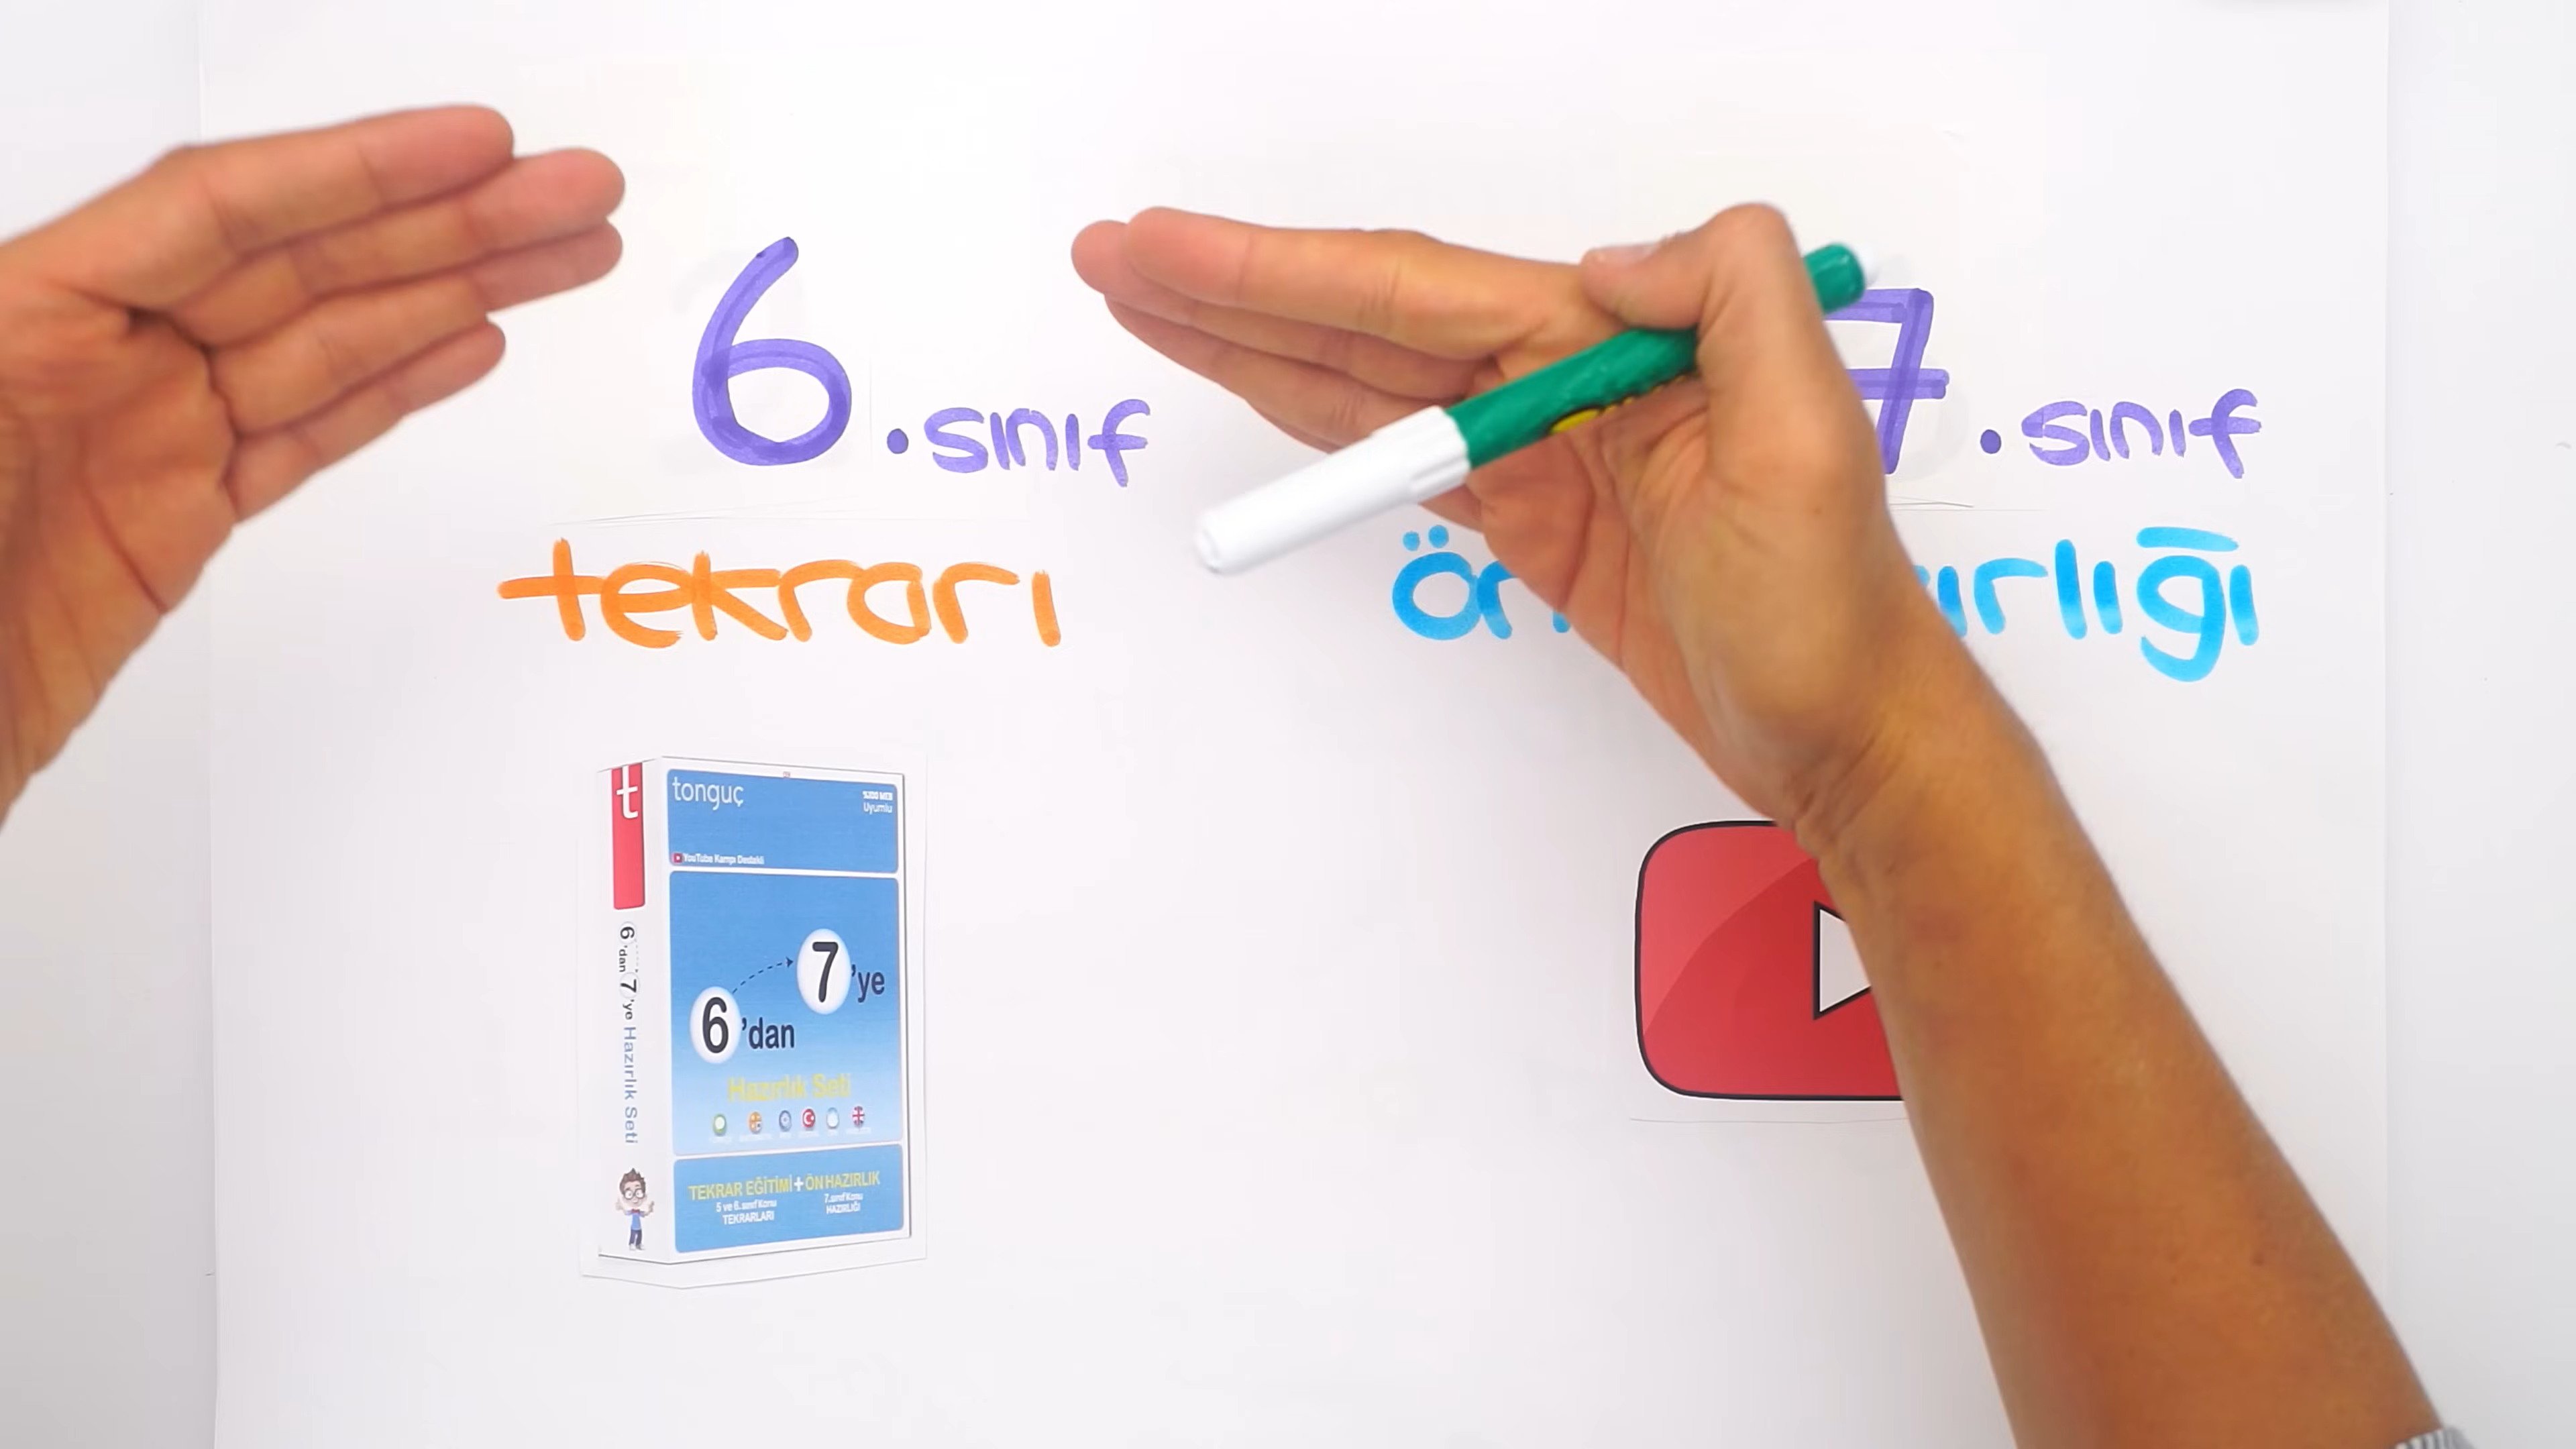 6.sınıf
7.sınıf
tekrarı
t
tonguç
%100 MEB
Uyumlu
YouTube Kampı Destekli
6'dan 7'ye Hazırlık Seti
7'ye
6'dan
Hazırlık Seti
TEKRAR EĞİTİMİ + ÖN HAZIRLIK
5 ve 6.sınıf Konu
TEKRARLARI
7.sınıf Konu
HAZIRLIĞI